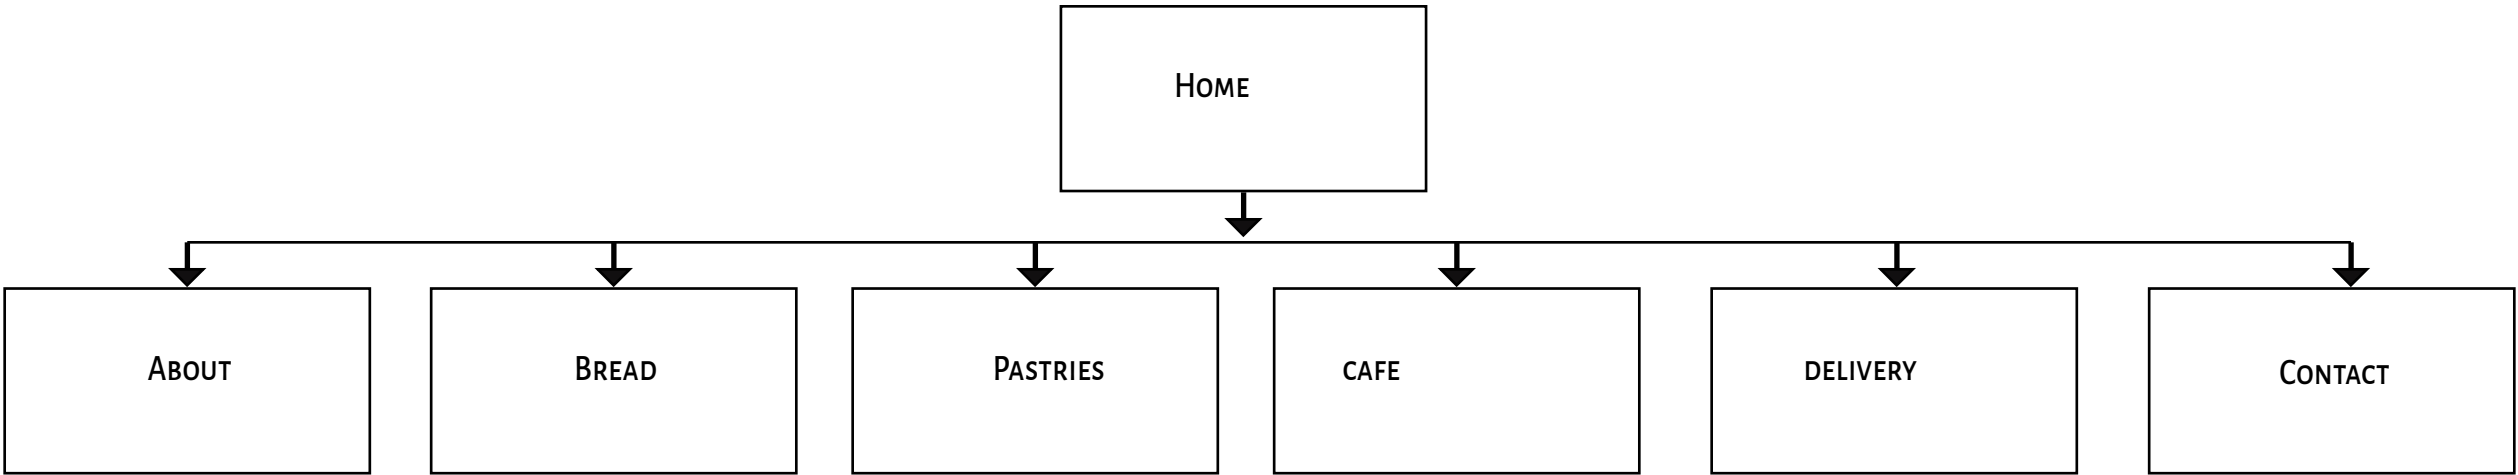 Home
About
Bread
Pastries
cafe
delivery
Contact